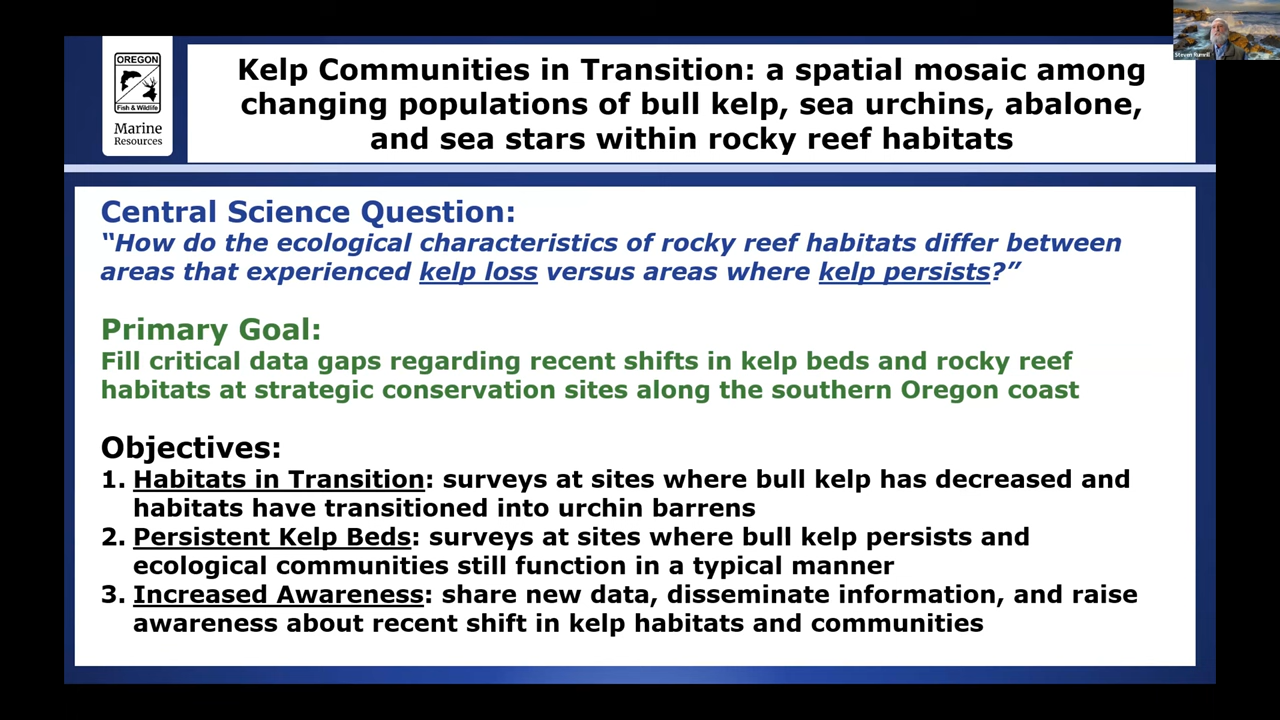 OREGON
Fish & Wildlife
Marine
Resources
Kelp Communities in Transition: a spatial mosaic among
changing populations of bull kelp, sea urchins, abalone,
and sea stars within rocky reef habitats
Central Science Question:
“How do the ecological characteristics of rocky reef habitats differ between
areas that experienced kelp loss versus areas where kelp persists?”
Primary Goal:
Fill critical data gaps regarding recent shifts in kelp beds and rocky reef
habitats at strategic conservation sites along the southern Oregon coast
Objectives:
1. Habitats in Transition: surveys at sites where bull kelp has decreased and
habitats have transitioned into urchin barrens
2. Persistent Kelp Beds: surveys at sites where bull kelp persists and
ecological communities still function in a typical manner
3. Increased Awareness: share new data, disseminate information, and raise
awareness about recent shift in kelp habitats and communities
Steven